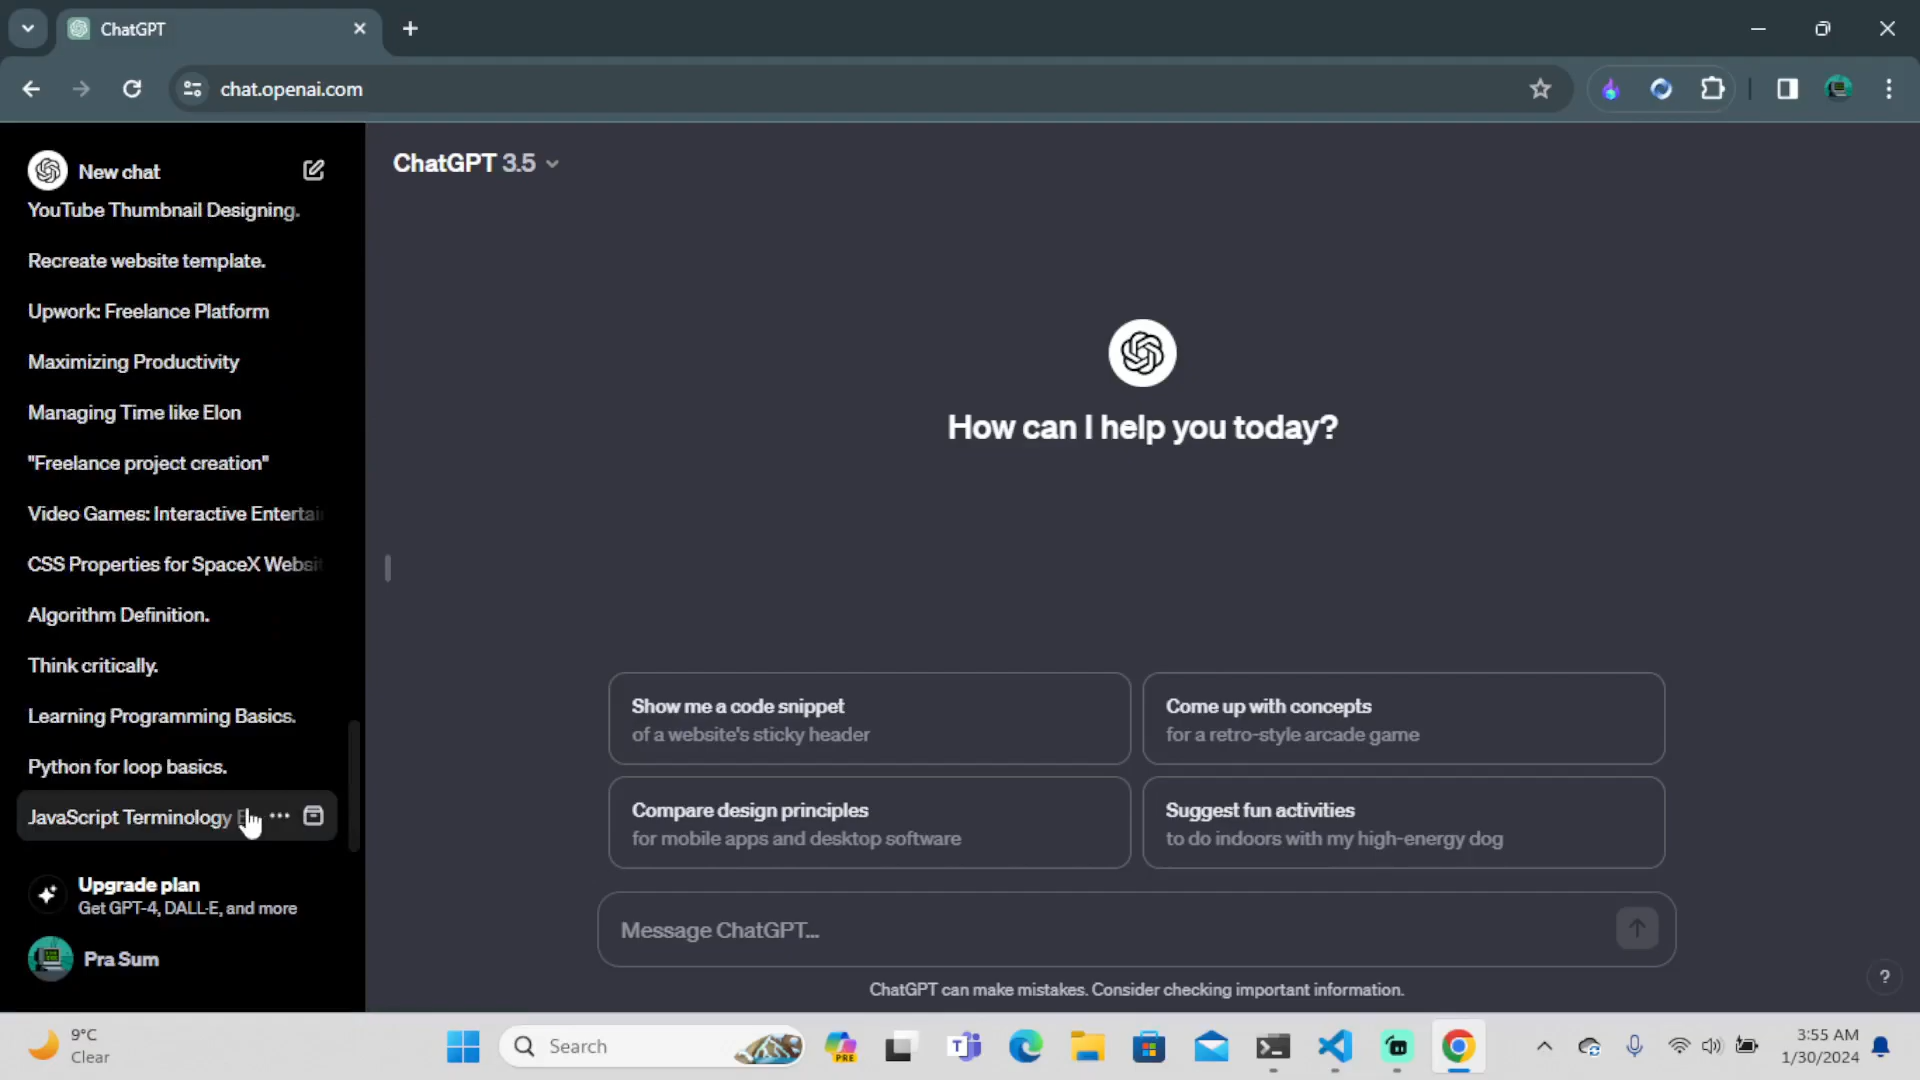 ChatGPT
chat.openai.com
New chat
YouTube Thumbnail Designing.
Recreate website template.
Upwork: Freelance Platform
Maximizing Productivity
Managing Time like Elon
"Freelance project creation"
Video Games: Interactive Entertai
CSS Properties for SpaceX Websit
Algorithm Definition.
Think critically.
Learning Programming Basics.
Python for loop basics.
JavaScript Terminology
Upgrade plan
Get GPT-4, DALL·E, and more
Pra Sum
ChatGPT 3.5
How can I help you today?
Show me a code snippet
of a website's sticky header
Come up with concepts
for a retro-style arcade game
Compare design principles
for mobile apps and desktop software
Suggest fun activities
to do indoors with my high-energy dog
Message ChatGPT...
ChatGPT can make mistakes. Consider checking important information.
?
9°C
Clear
Search
PRE
T
3:55 AM
1/30/2024